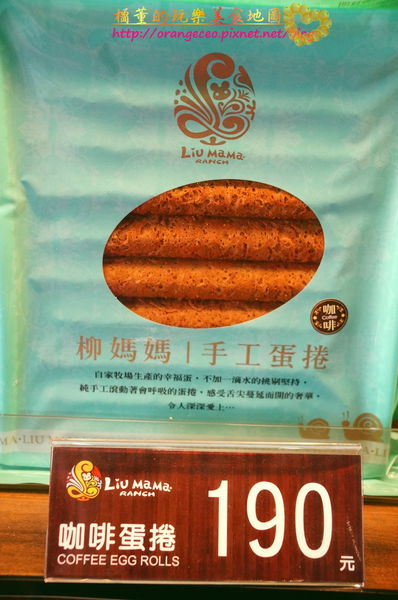 橘董的玩樂美食地圖
http://orangeceo.pixnet.net/blog
LIU MAMA
RANCH
咖
Coffee
啡
柳媽媽|手工蛋捲
自家牧場生產的幸福蛋，不加一滴水的挑剔堅持，
純手工滾動著會呼吸的蛋捲，感受舌尖蔓延而開的奢華，
令人深深愛上…
LIU MAMA
RANCH
咖啡蛋捲
COFFEE EGG ROLLS
190元